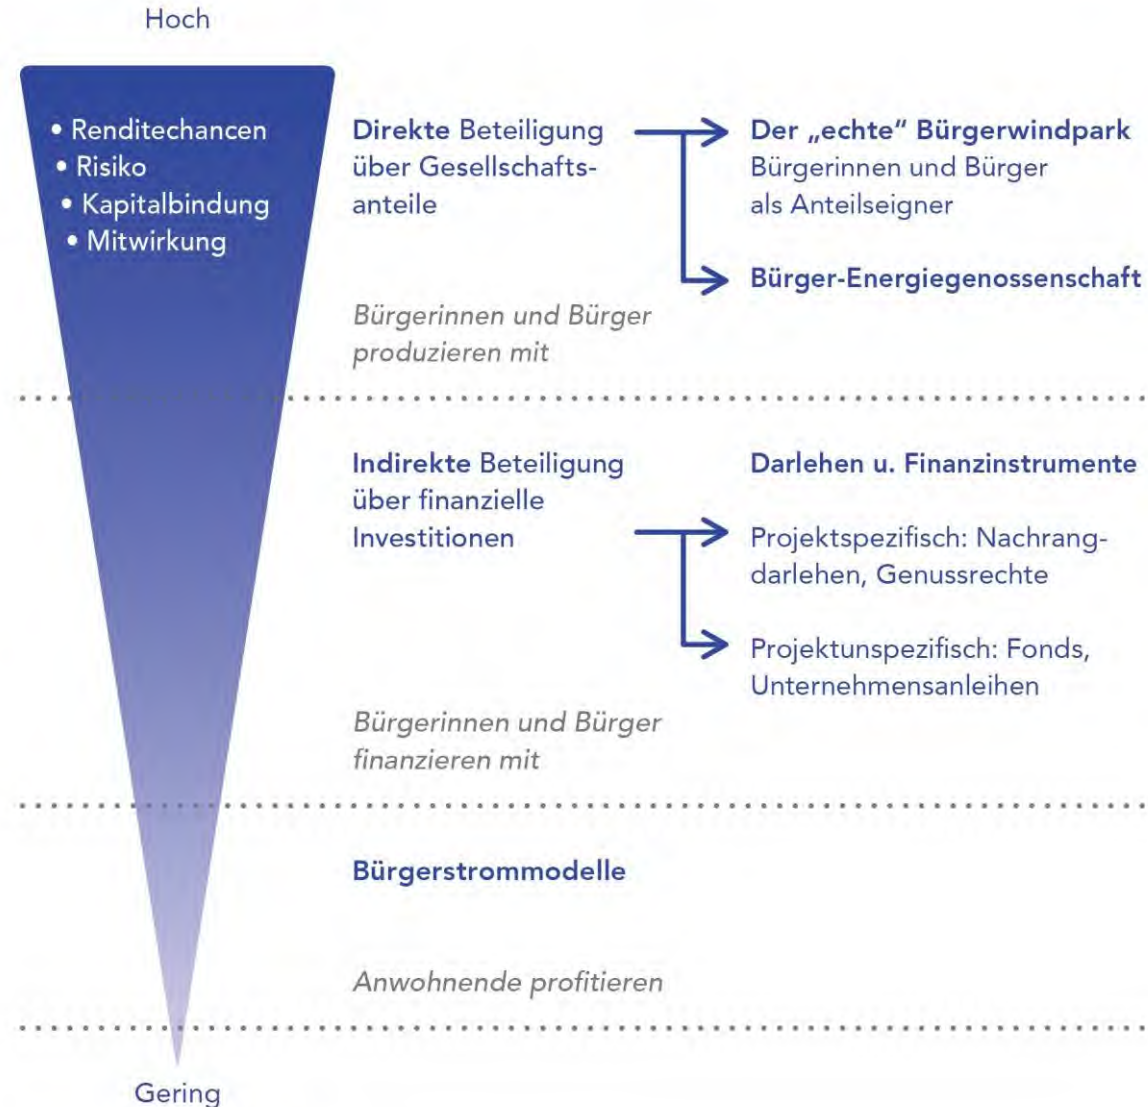 Hoch
• Renditechancen
• Risiko
• Kapitalbindung
• Mitwirkung
Direkte Beteiligung
über Gesellschafts-
anteile
Der „echte“ Bürgerwindpark
Bürgerinnen und Bürger
als Anteilseigner
Bürger-Energiegenossenschaft
Bürgerinnen und Bürger
produzieren mit
Indirekte Beteiligung
über finanzielle
Investitionen
Darlehen u. Finanzinstrumente
Projektspezifisch: Nachrang-
darlehen, Genussrechte
Projektunspezifisch: Fonds,
Unternehmensanleihen
Bürgerinnen und Bürger
finanzieren mit
Bürgerstrommodelle
Anwohnende profitieren
Gering